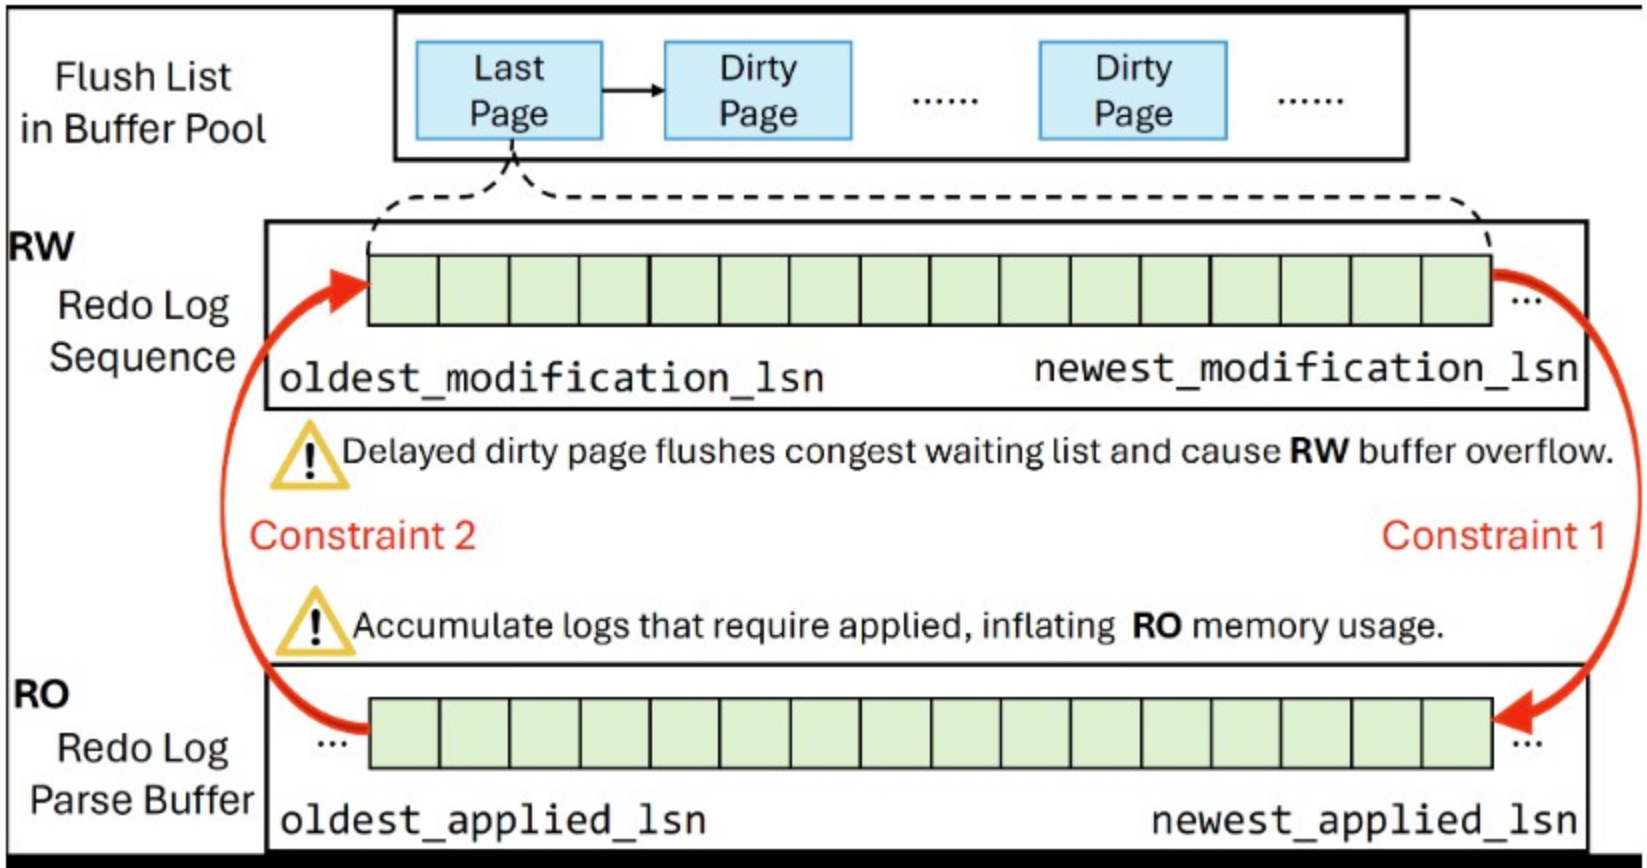 Flush List
in Buffer Pool
Last
Page
Dirty
Page
......
Dirty
Page
......
RW
Redo Log
Sequence
...
oldest_modification_lsn
newest_modification_lsn
! Delayed dirty page flushes congest waiting list and cause RW buffer overflow.
Constraint 2
Constraint 1
! Accumulate logs that require applied, inflating RO memory usage.
RO
Redo Log
Parse Buffer
...
...
oldest_applied_lsn
newest_applied_lsn